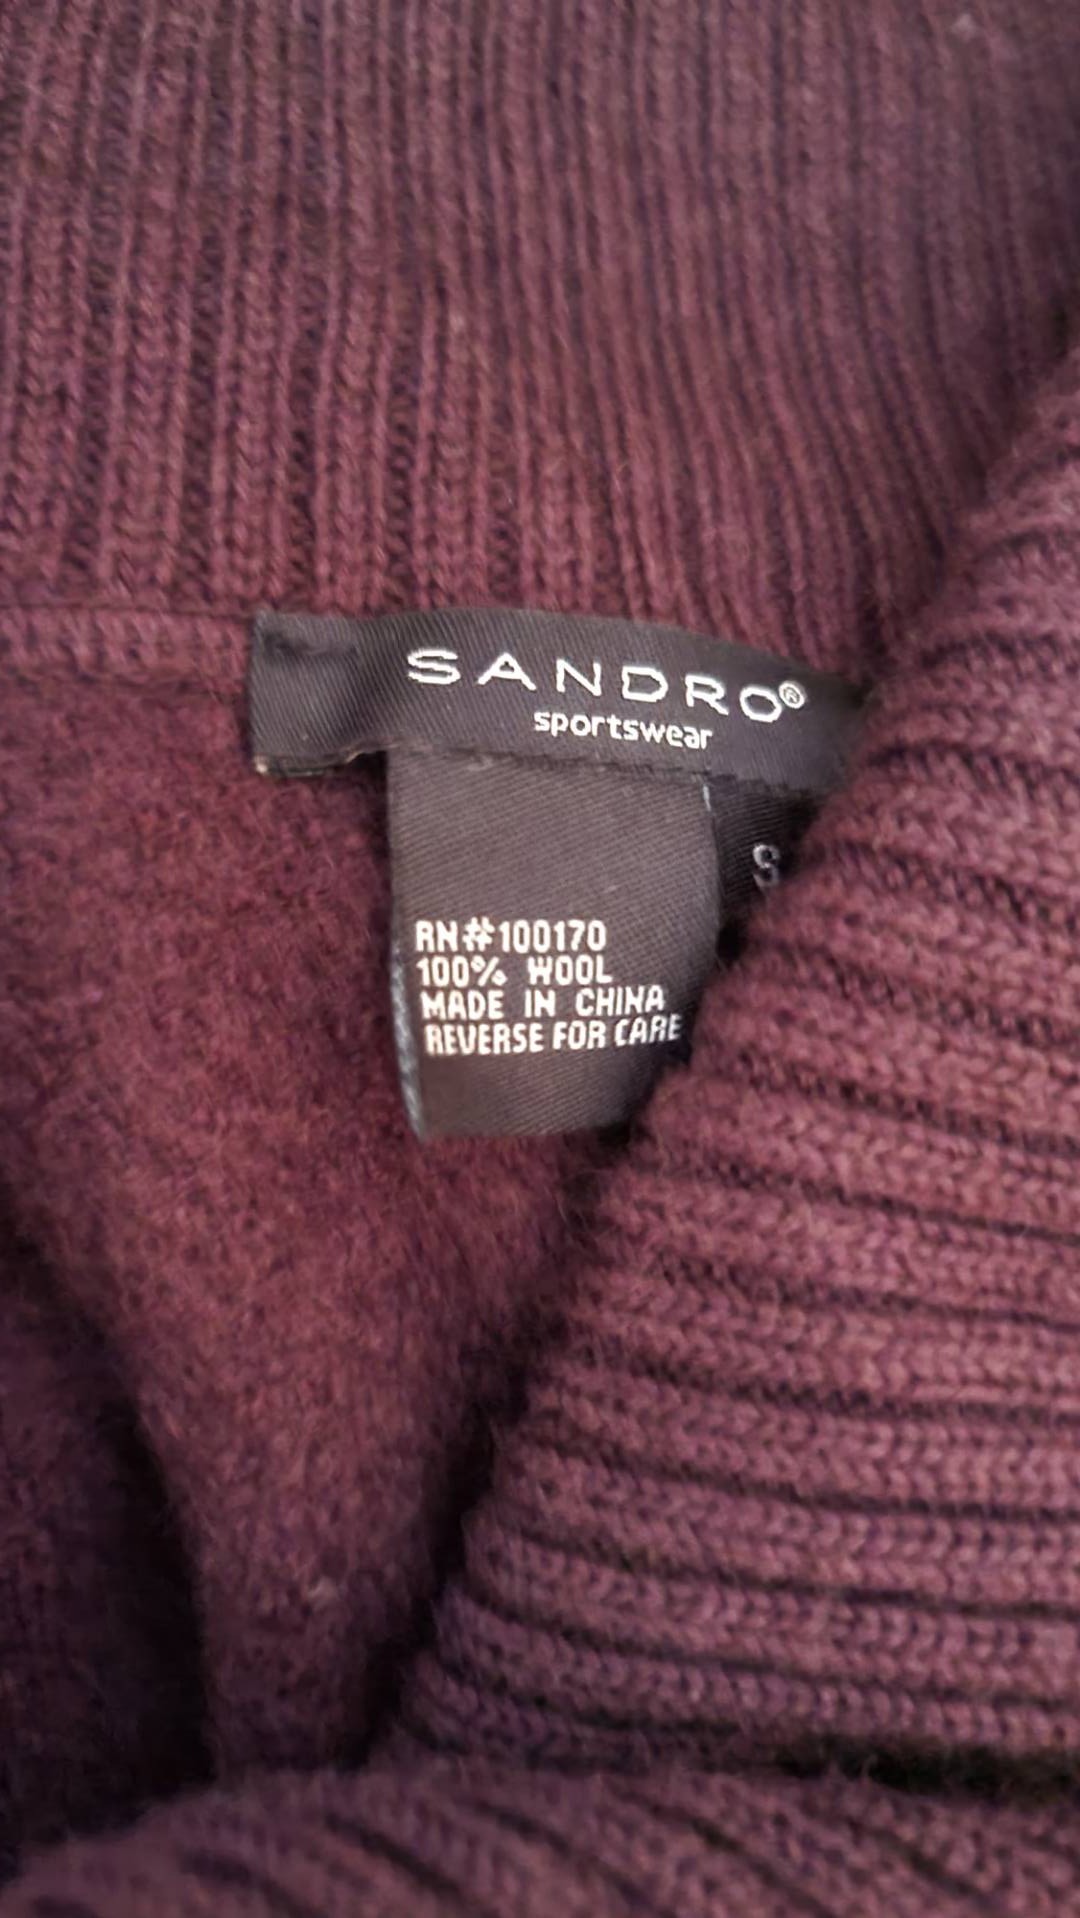 SANDRO®
sportswear
S
RN#100170
100% WOOL
MADE IN CHINA
REVERSE FOR CARE